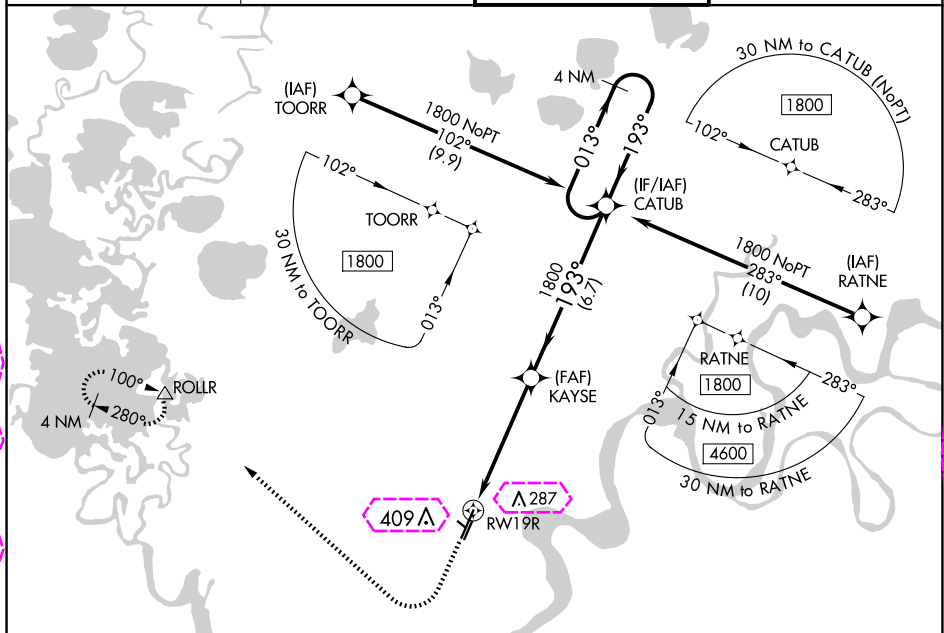 (IAF)
TOORR
1800 NoPT
102°
(9.9)
4 NM
013°
193°
30 NM to CATUB (NoPT)
1800
102°
CATUB
283°
(IF/IAF)
CATUB
102°
TOORR
1800
30 NM to TOORR
013°
1800 NoPT
283°
(10)
(IAF)
RATNE
1800
193°
(6.7)
(FAF)
KAYSE
RATNE
1800
283°
013°
15 NM to RATNE
4600
30 NM to RATNE
100°
ROLLR
4 NM
280°
409
287
RW19R